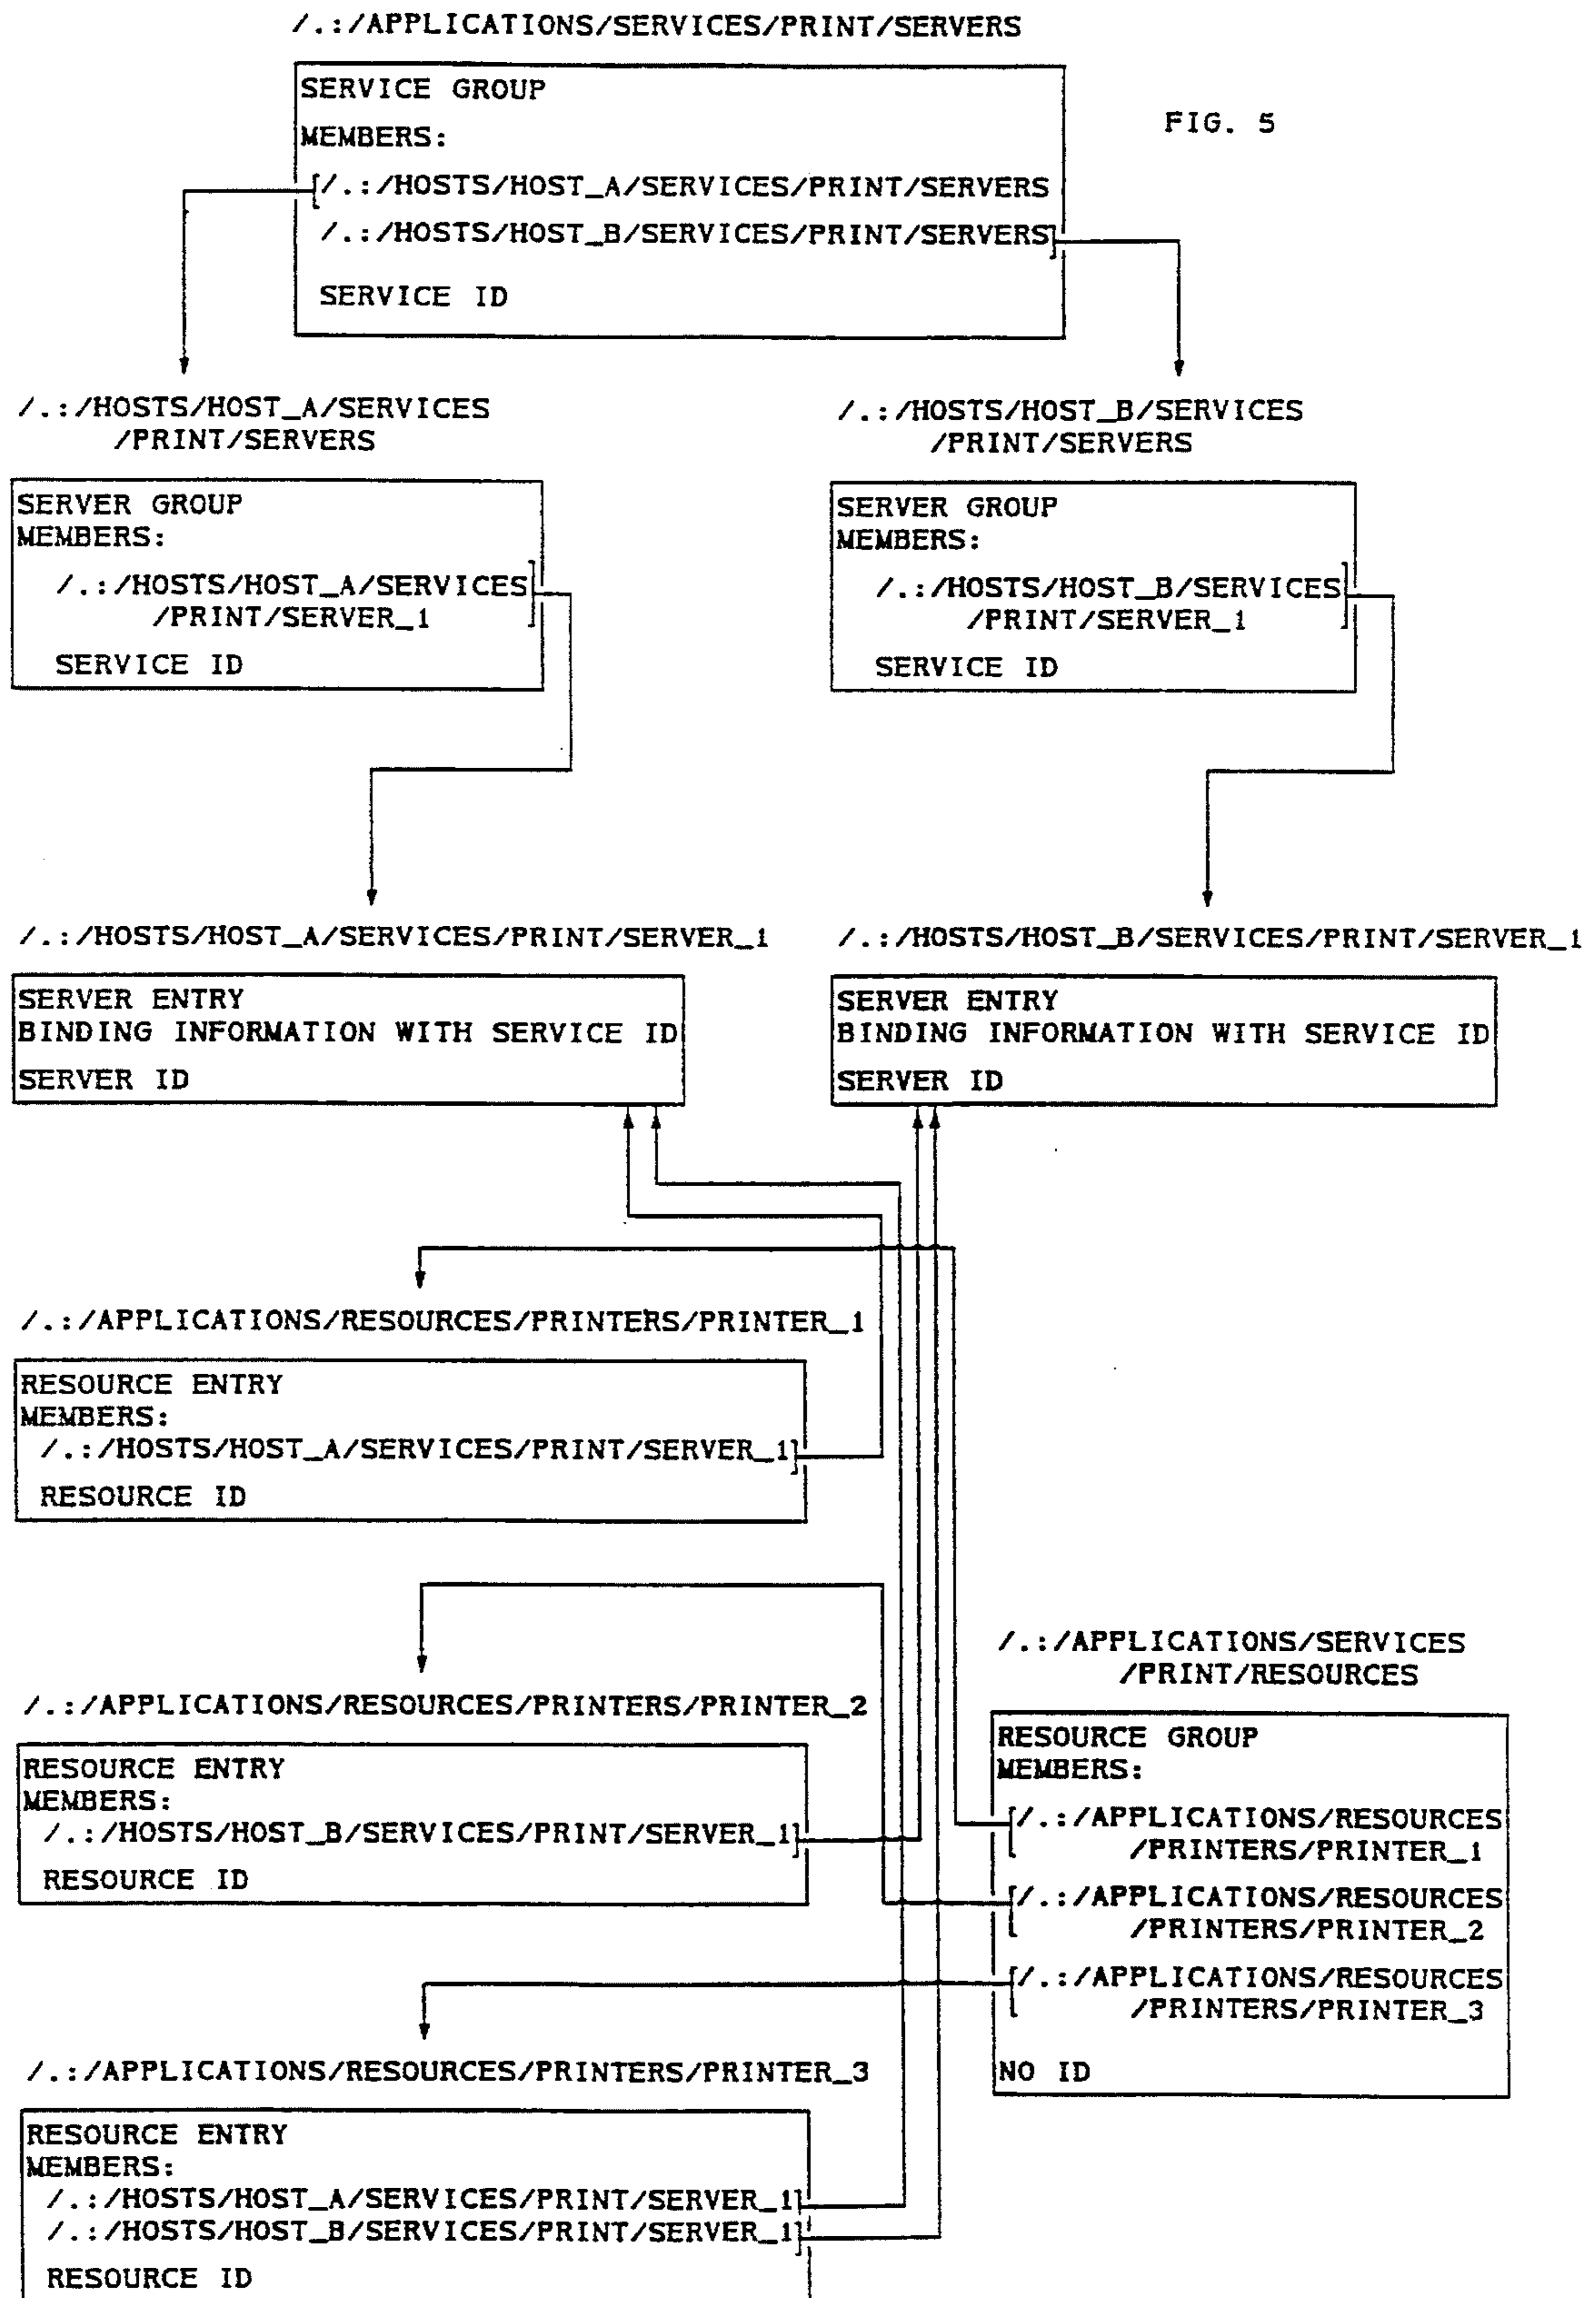 /.:/APPLICATIONS/SERVICES/PRINT/SERVERS
SERVICE GROUP
MEMBERS:
/.:/HOSTS/HOST_A/SERVICES/PRINT/SERVERS
/.:/HOSTS/HOST_B/SERVICES/PRINT/SERVERS
SERVICE ID
FIG. 5
/.:/HOSTS/HOST_A/SERVICES
/PRINT/SERVERS
SERVER GROUP
MEMBERS:
/.:/HOSTS/HOST_A/SERVICES
/PRINT/SERVER_1
SERVICE ID
/.:/HOSTS/HOST_B/SERVICES
/PRINT/SERVERS
SERVER GROUP
MEMBERS:
/.:/HOSTS/HOST_B/SERVICES
/PRINT/SERVER_1
SERVICE ID
/.:/HOSTS/HOST_A/SERVICES/PRINT/SERVER_1
SERVER ENTRY
BINDING INFORMATION WITH SERVICE ID
SERVER ID
/.:/HOSTS/HOST_B/SERVICES/PRINT/SERVER_1
SERVER ENTRY
BINDING INFORMATION WITH SERVICE ID
SERVER ID
/.:/APPLICATIONS/RESOURCES/PRINTERS/PRINTER_1
RESOURCE ENTRY
MEMBERS:
/.:/HOSTS/HOST_A/SERVICES/PRINT/SERVER_1
RESOURCE ID
/.:/APPLICATIONS/RESOURCES/PRINTERS/PRINTER_2
RESOURCE ENTRY
MEMBERS:
/.:/HOSTS/HOST_B/SERVICES/PRINT/SERVER_1
RESOURCE ID
/.:/APPLICATIONS/SERVICES
/PRINT/RESOURCES
RESOURCE GROUP
MEMBERS:
/.:/APPLICATIONS/RESOURCES
/PRINTERS/PRINTER_1
/.:/APPLICATIONS/RESOURCES
/PRINTERS/PRINTER_2
/.:/APPLICATIONS/RESOURCES
/PRINTERS/PRINTER_3
NO ID
/.:/APPLICATIONS/RESOURCES/PRINTERS/PRINTER_3
RESOURCE ENTRY
MEMBERS:
/.:/HOSTS/HOST_A/SERVICES/PRINT/SERVER_1
/.:/HOSTS/HOST_B/SERVICES/PRINT/SERVER_1
RESOURCE ID